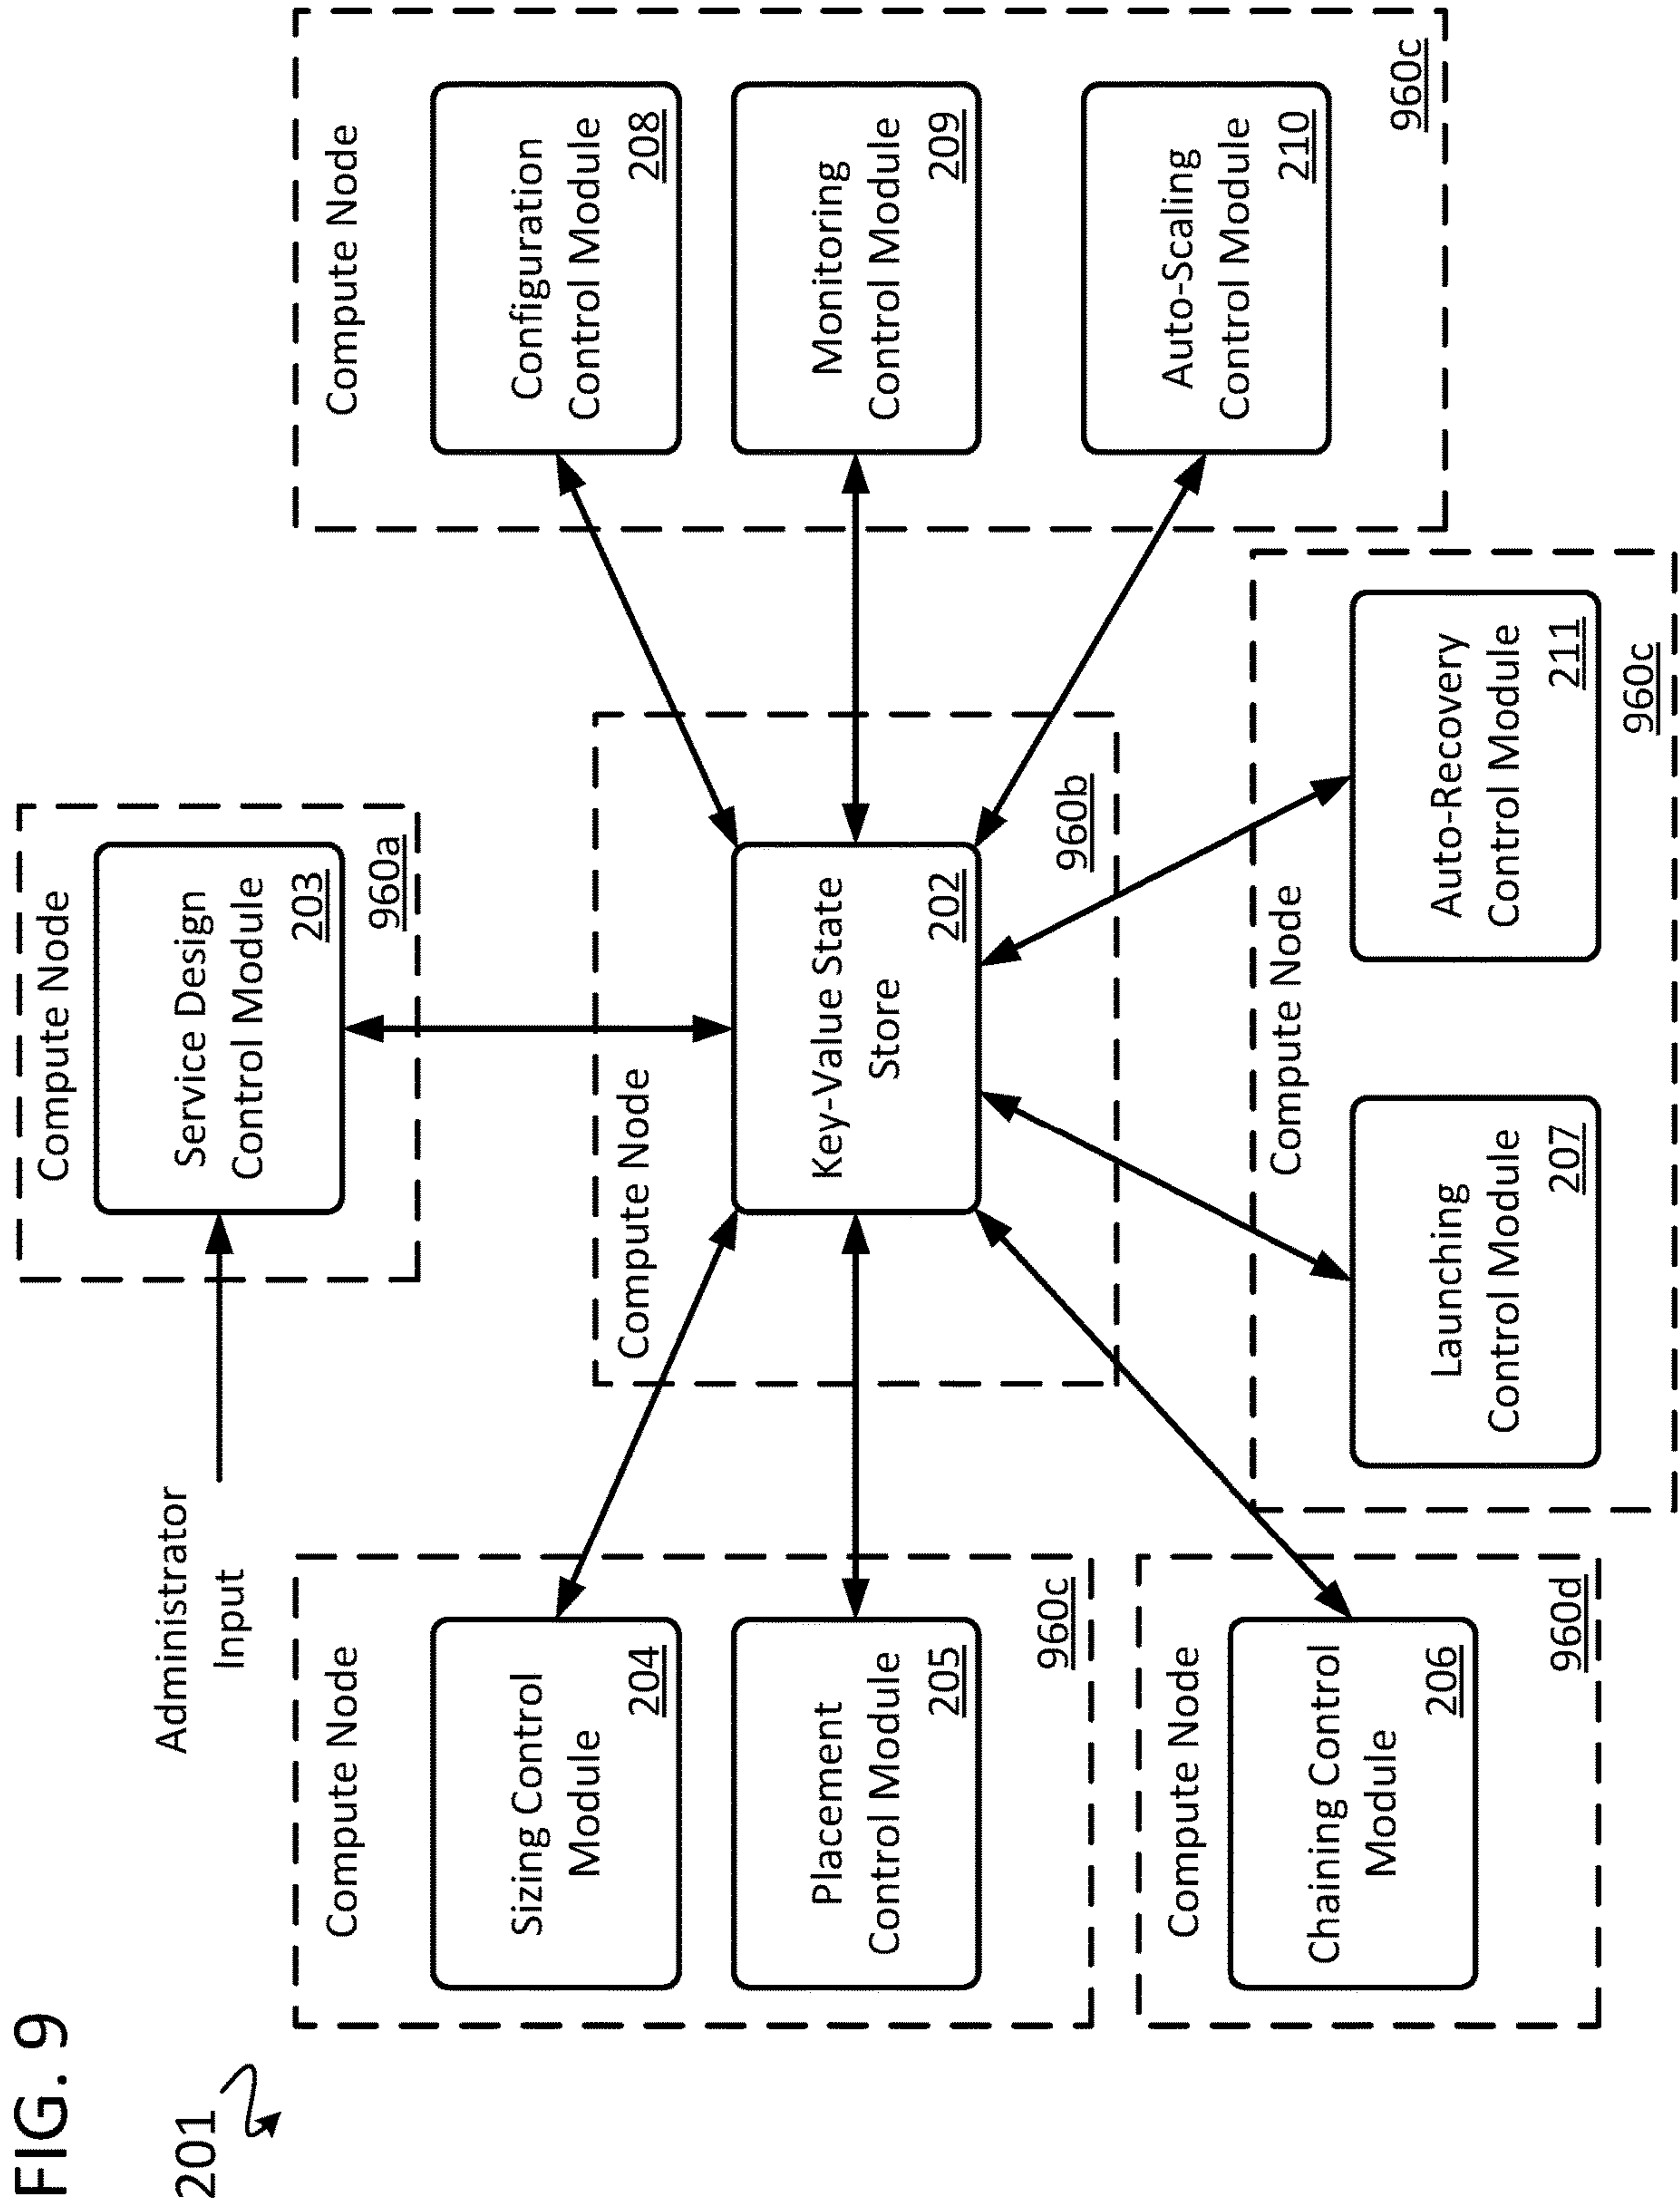 FIG. 9
201
Administrator
Input
Compute Node
Service Design
Control Module
203
960a
Compute Node
Sizing Control
Module
204
Placement
Control Module
205
960c
Compute Node
Key-Value State
Store
202
960b
Compute Node
Configuration
Control Module
208
Monitoring
Control Module
209
Auto-Scaling
Control Module
210
960c
Compute Node
Chaining Control
Module
206
960d
Compute Node
Launching
Control Module
207
Auto-Recovery
Control Module
211
960c